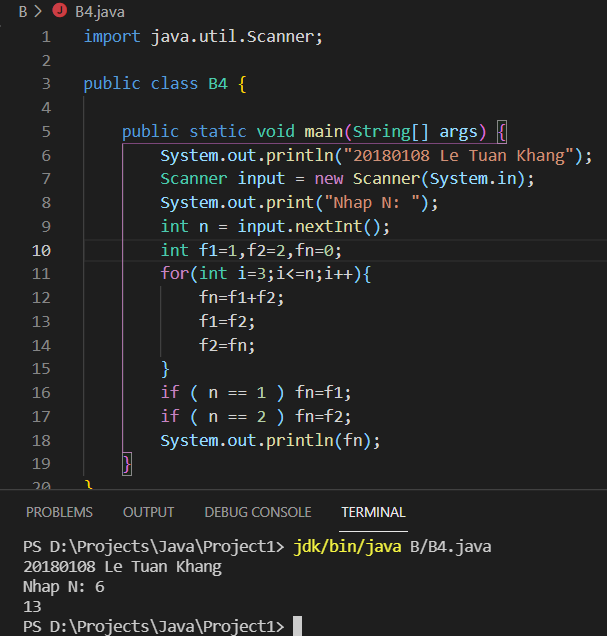 B > J B4.java
1 import java.util.Scanner;
2
3 public class B4 {
4
5 public static void main(String[] args) {
6 System.out.println("20180108 Le Tuan Khang");
7 Scanner input = new Scanner(System.in);
8 System.out.print("Nhap N: ");
9 int n = input.nextInt();
10 int f1=1,f2=2,fn=0;
11 for(int i=3;i<=n;i++){
12 fn=f1+f2;
13 f1=f2;
14 f2=fn;
15 }
16 if ( n == 1 ) fn=f1;
17 if ( n == 2 ) fn=f2;
18 System.out.println(fn);
19 }
20 }
PROBLEMS OUTPUT DEBUG CONSOLE TERMINAL
PS D:\Projects\Java\Project1> jdk/bin/java B/B4.java
20180108 Le Tuan Khang
Nhap N: 6
13
PS D:\Projects\Java\Project1>